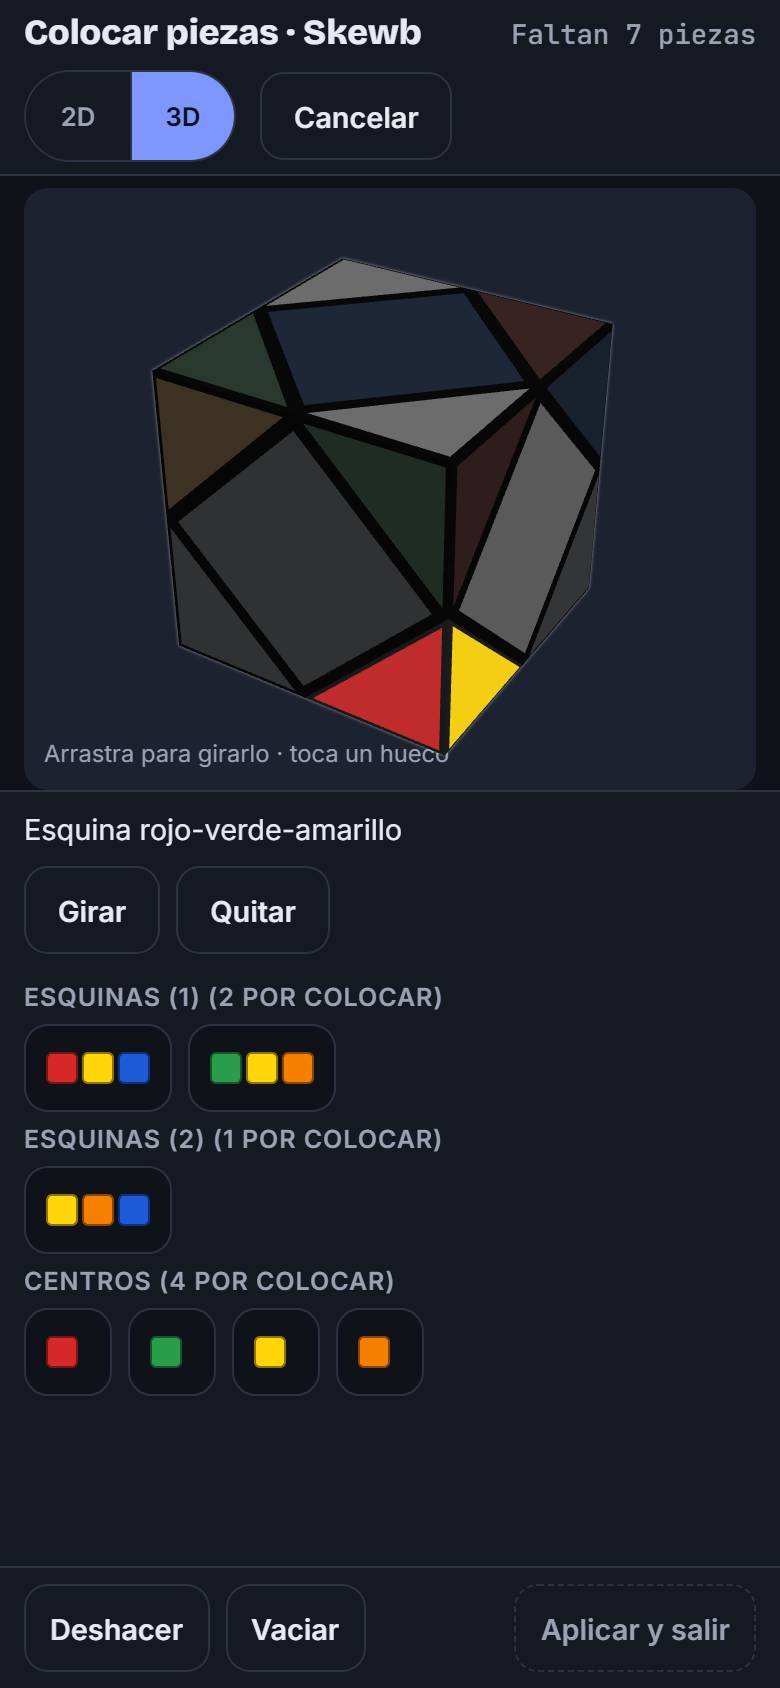 Colocar piezas · Skewb
Faltan 7 piezas
2D
3D
Cancelar
Arrastra para girarlo · toca un hueco
Esquina rojo-verde-amarillo
Girar
Quitar
ESQUINAS (1) (2 POR COLOCAR)
ESQUINAS (2) (1 POR COLOCAR)
CENTROS (4 POR COLOCAR)
Deshacer
Vaciar
Aplicar y salir